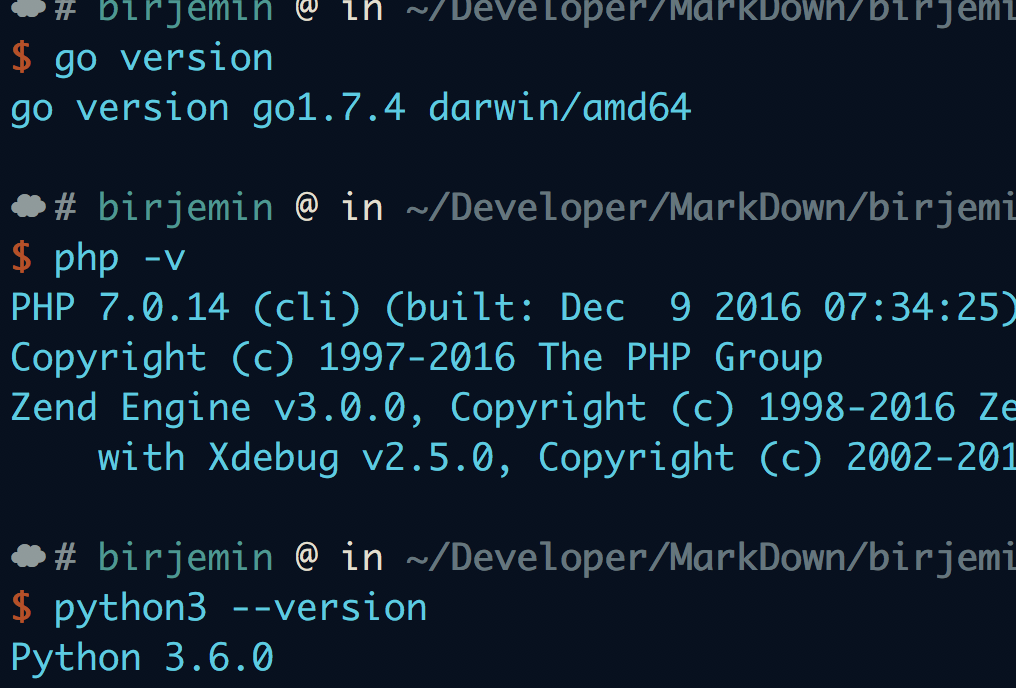 # birjemin @ in ~/Developer/MarkDown/birjemi
$ go version
go version go1.7.4 darwin/amd64
# birjemin @ in ~/Developer/MarkDown/birjemi
$ php -v
PHP 7.0.14 (cli) (built: Dec  9 2016 07:34:25)
Copyright (c) 1997-2016 The PHP Group
Zend Engine v3.0.0, Copyright (c) 1998-2016 Ze
    with Xdebug v2.5.0, Copyright (c) 2002-201
# birjemin @ in ~/Developer/MarkDown/birjemi
$ python3 --version
Python 3.6.0